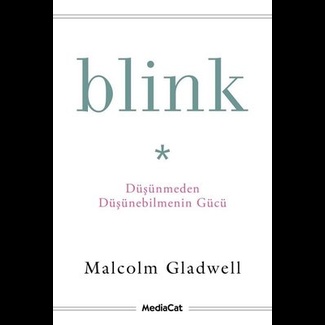 blink
*
Düşünmeden
Düşünebilmenin Gücü
Malcolm Gladwell
MediaCat